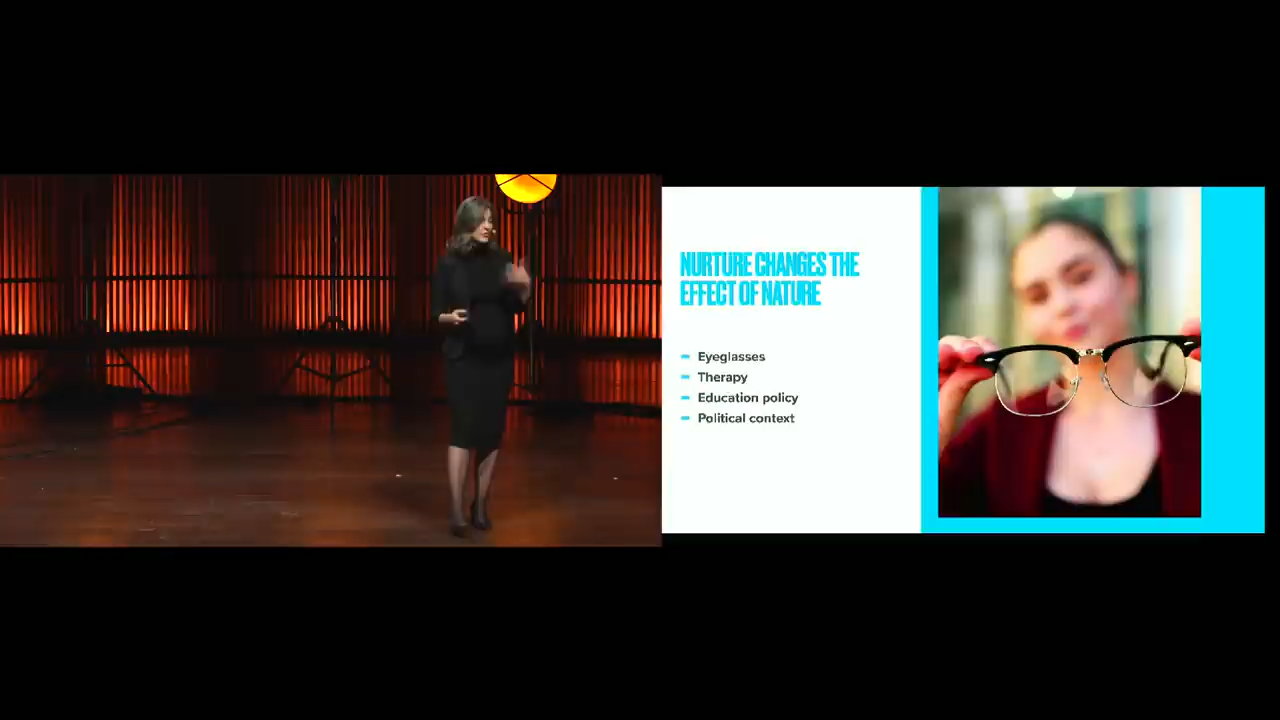 NURTURE CHANGES THE
EFFECT OF NATURE
Eyeglasses
Therapy
Education policy
Political context